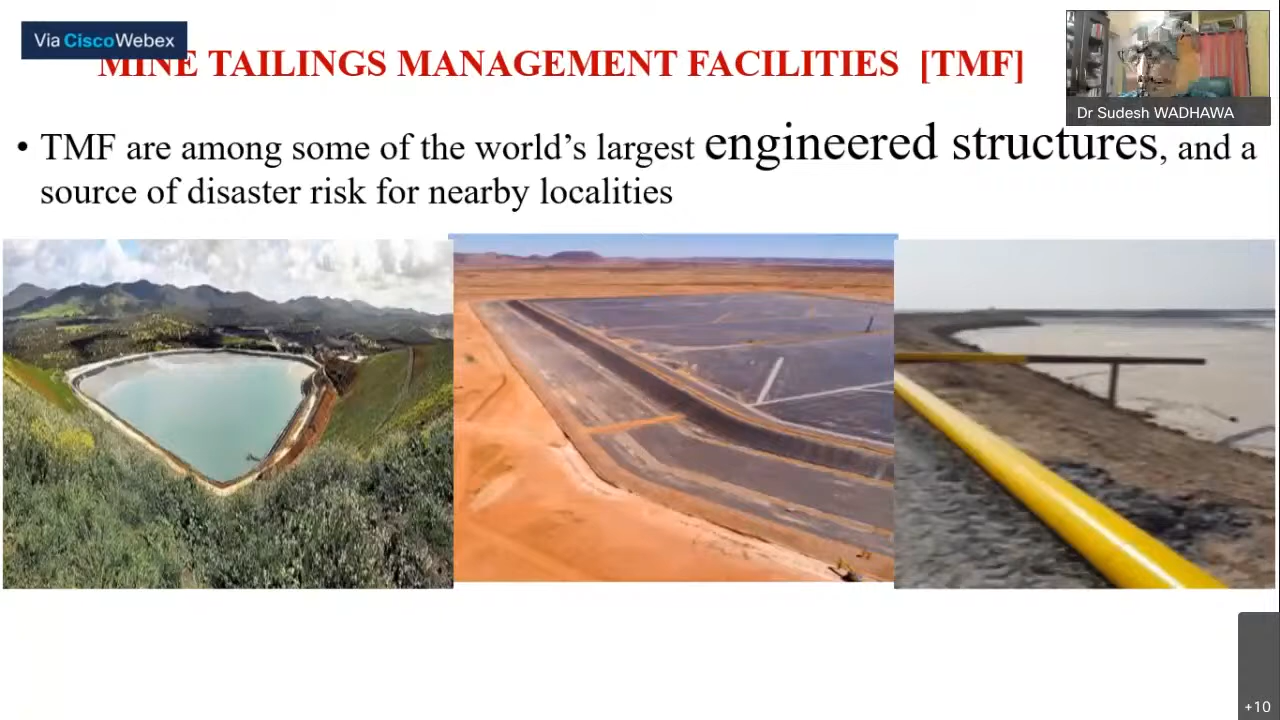 Via CiscoWebex
MINE TAILINGS MANAGEMENT FACILITIES [TMF]
Dr Sudesh WADHAWA
• TMF are among some of the world’s largest engineered structures, and a
source of disaster risk for nearby localities
+10